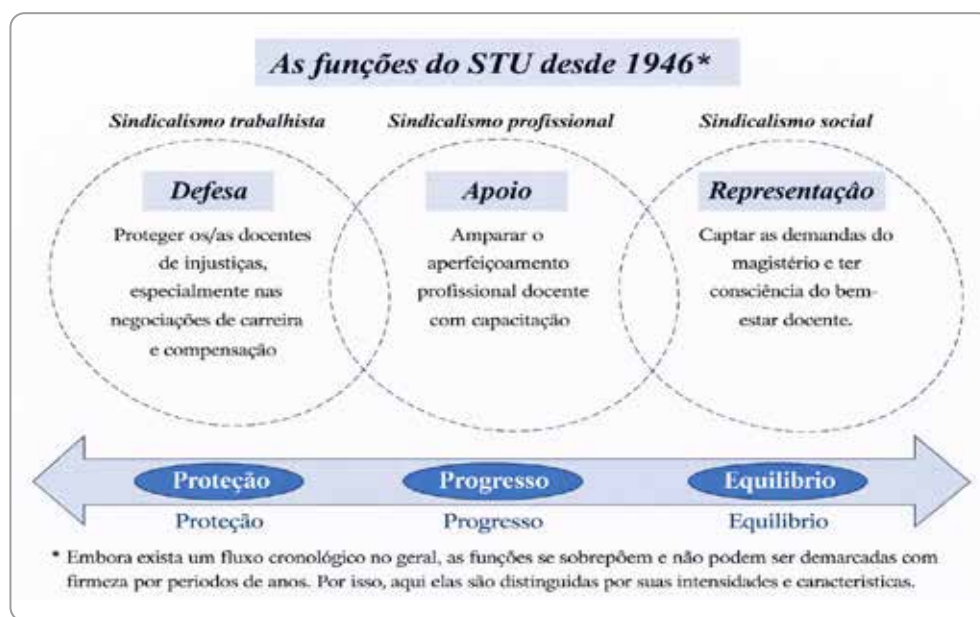 As funções do STU desde 1946*
Sindicalismo trabalhista
Sindicalismo profissional
Sindicalismo social
Defesa
Proteger os/as docentes
de injustiças,
especialmente nas
negociações de carreira
e compensação
Apoio
Amparar o
aperfeiçoamento
profissional docente
com capacitação
Representação
Captar as demandas do
magistério e ter
consciência do bem-
estar docente.
Proteção
Progresso
Equilibrio
Proteção
Progresso
Equilibrio
* Embora exista um fluxo cronológico no geral, as funções se sobrepõem e não podem ser demarcadas com
firmeza por periodos de anos. Por isso, aqui elas são distinguidas por suas intensidades e caracteristicas.